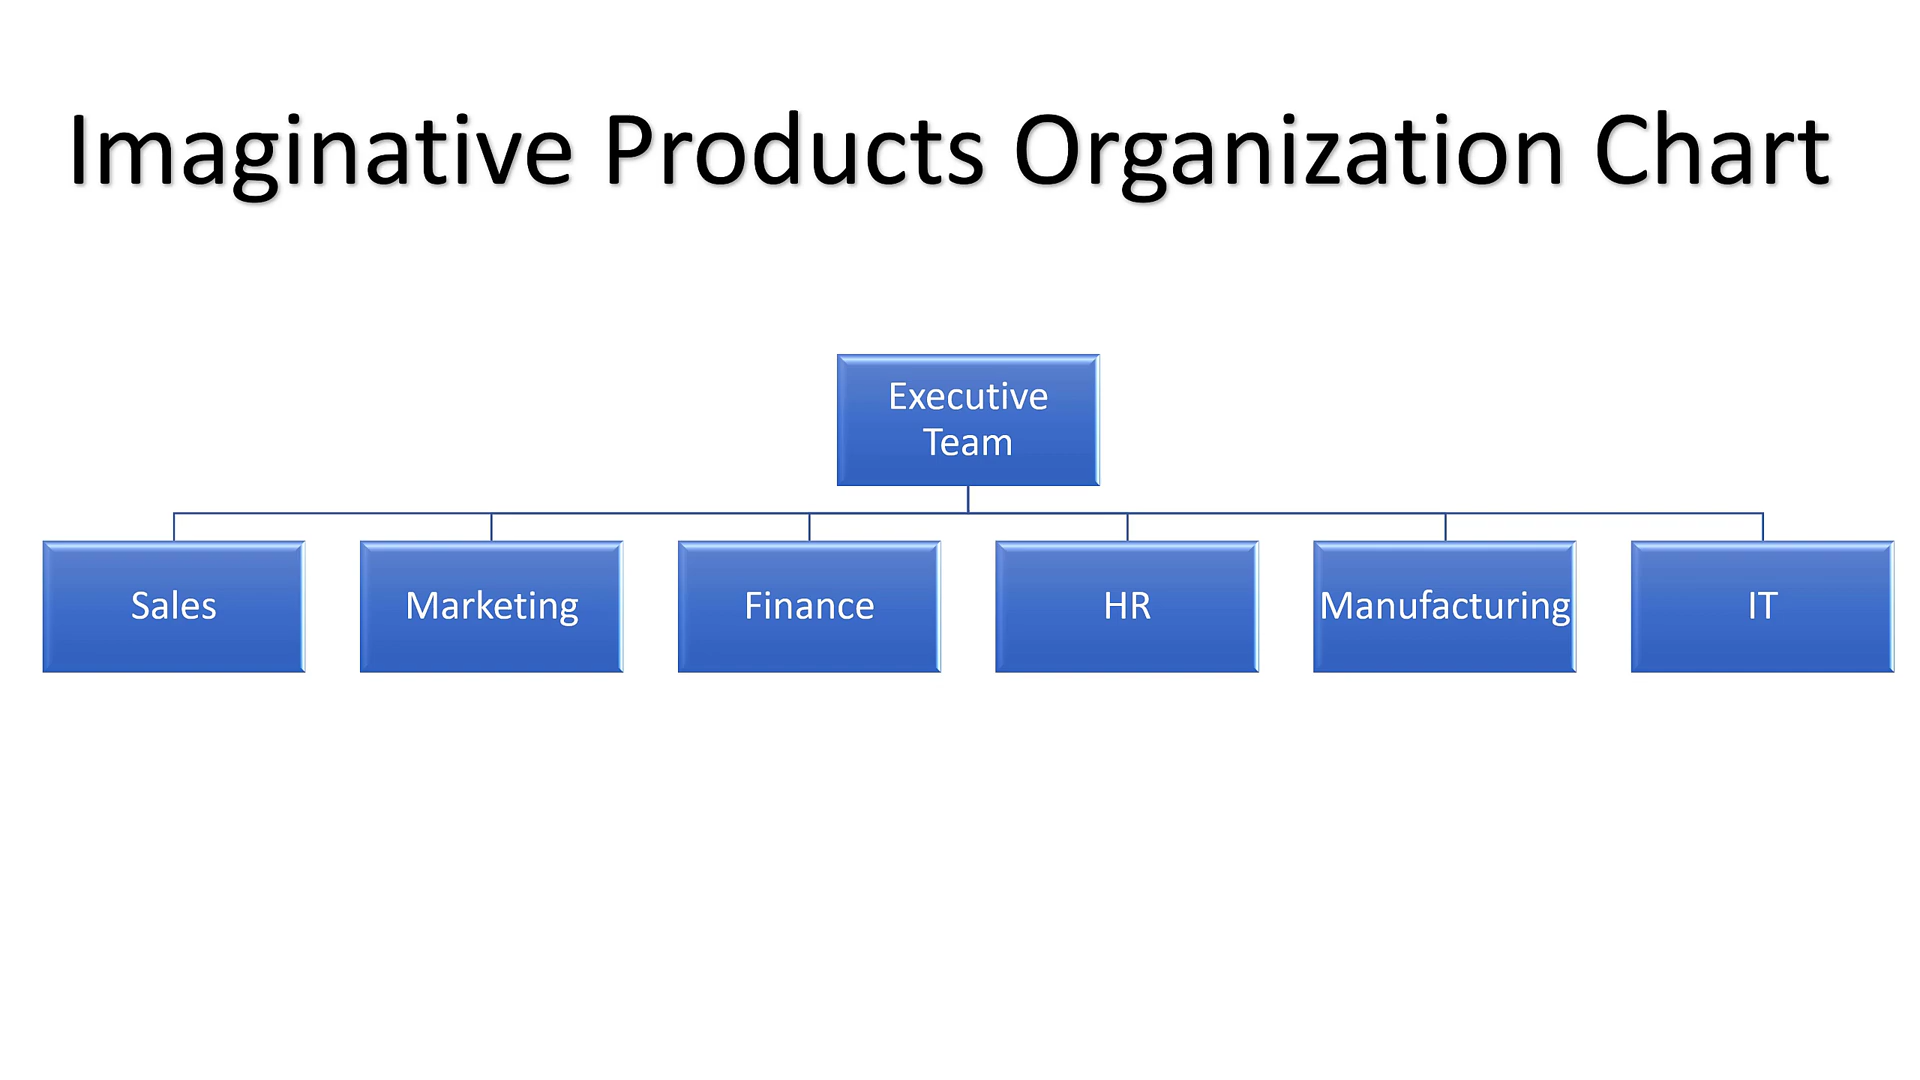 Imaginative Products Organization Chart
Executive
Team
Sales
Marketing
Finance
HR
Manufacturing
IT